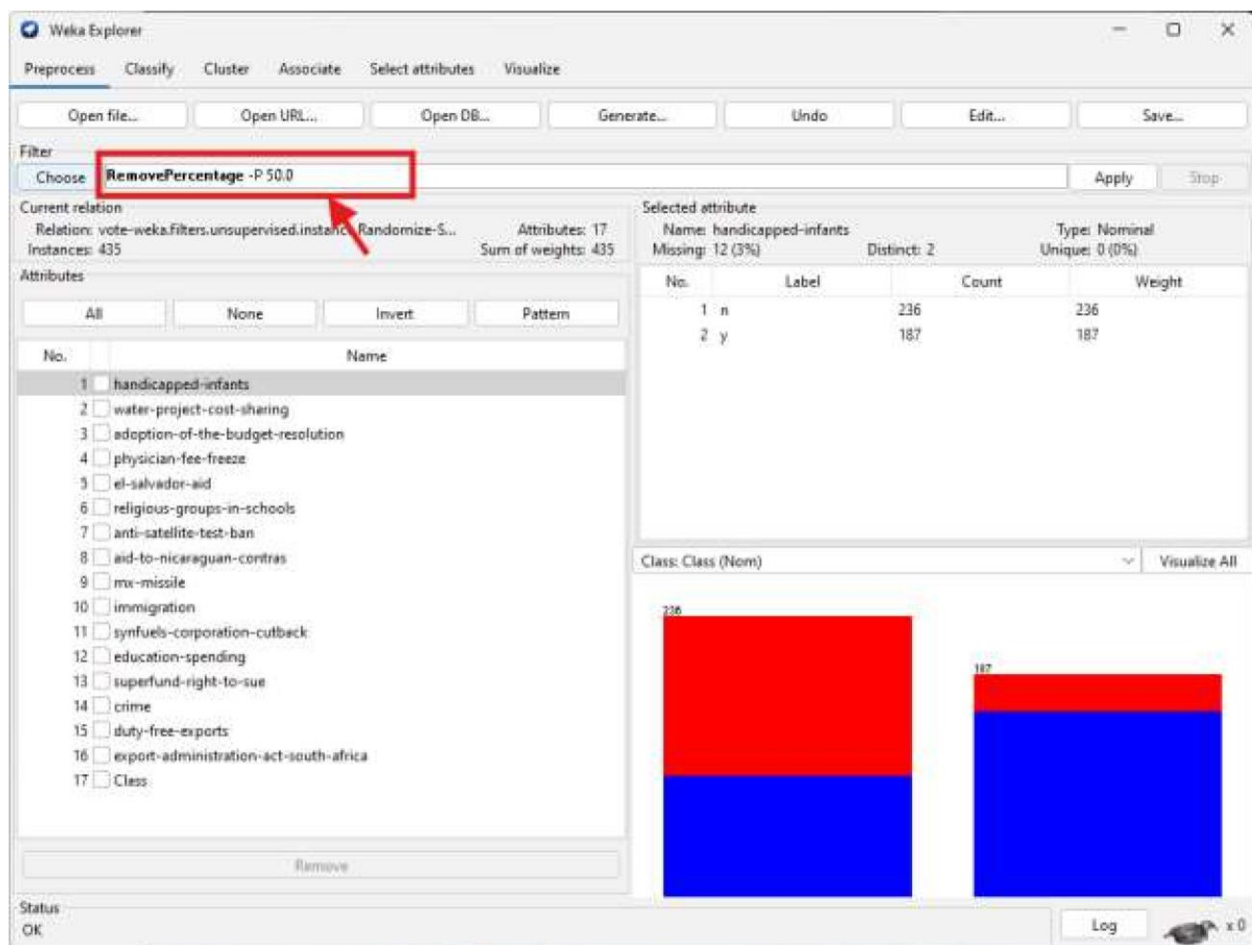 Weka Explorer
Preprocess Classify Cluster Associate Select attributes Visualize
Open file... Open URL... Open DB... Generate... Undo Edit... Save...
Filter
Choose RemovePercentage -P 50.0 Apply Stop
Current relation
Relation: vote-weka.filters.unsupervised.instance.Randomize-S... Attributes: 17
Instances: 435 Sum of weights: 435
Selected attribute
Name: handicapped-infants Type: Nominal
Missing: 12 (3%) Distinct: 2 Unique: 0 (0%)
Attributes
All None Invert Pattern
No. Name
1 handicapped-infants
2 water-project-cost-sharing
3 adoption-of-the-budget-resolution
4 physician-fee-freeze
5 el-salvador-aid
6 religious-groups-in-schools
7 anti-satellite-test-ban
8 aid-to-nicaraguan-contras
9 mx-missile
10 immigration
11 synfuels-corporation-cutback
12 education-spending
13 superfund-right-to-sue
14 crime
15 duty-free-exports
16 export-administration-act-south-africa
17 Class
Remove
No. Label Count Weight
1 n 236 236
2 y 187 187
Class: Class (Nom) Visualize All
236
187
Status
OK
Log x 0